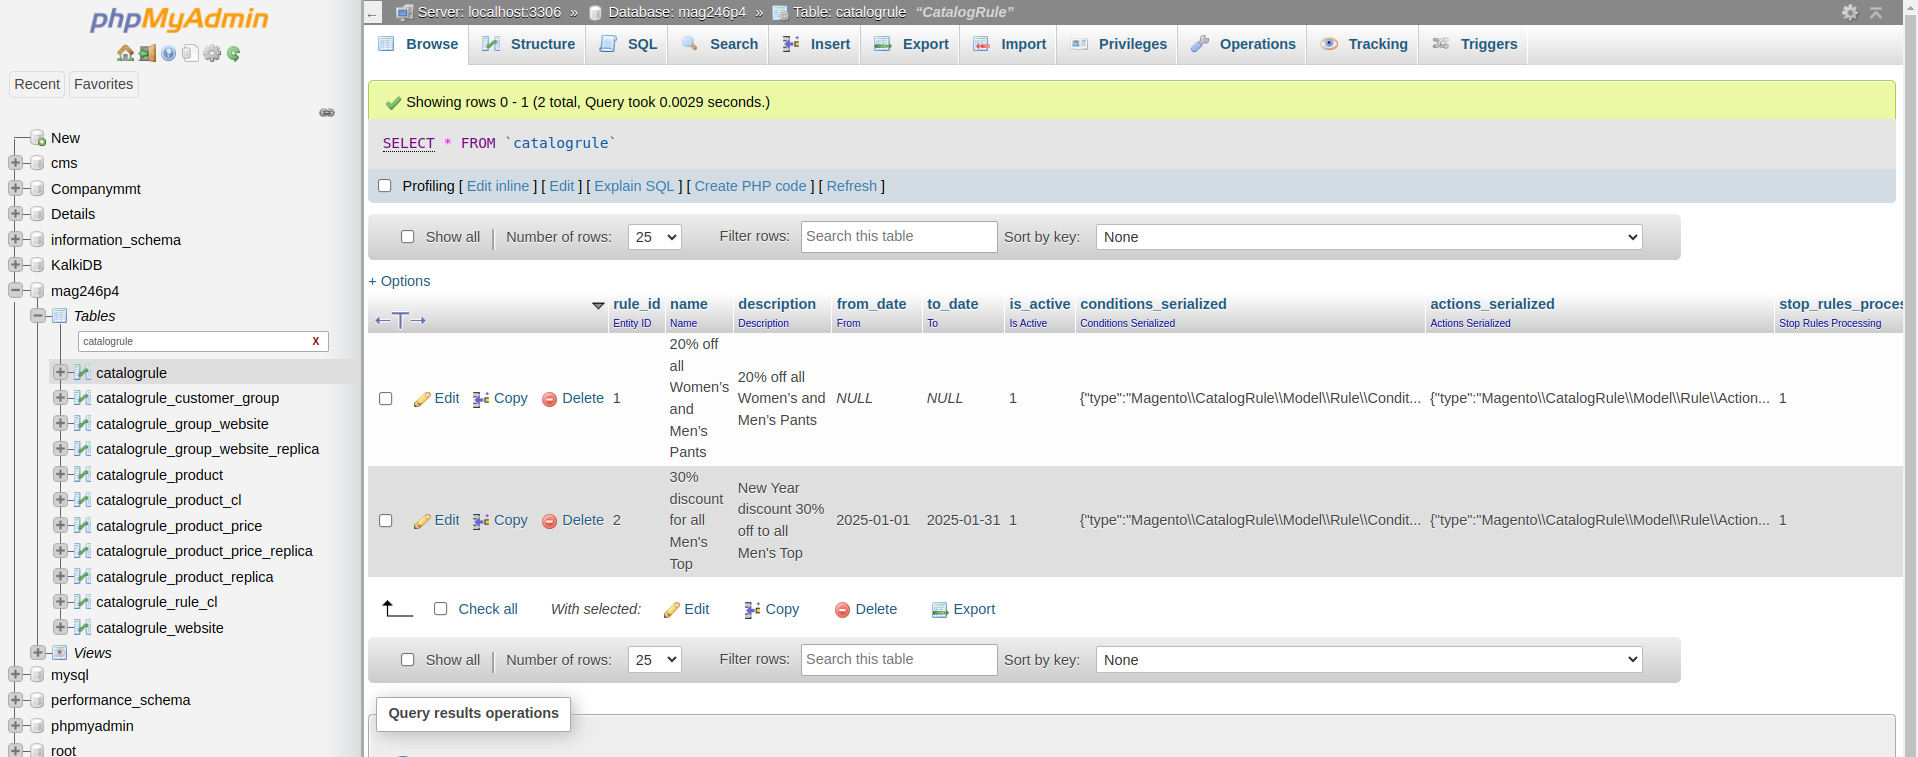 phpMyAdmin
Recent Favorites
New
cms
Companymmt
Details
information_schema
KalkiDB
mag246p4
Tables
catalogrule X
catalogrule
catalogrule_customer_group
catalogrule_group_website
catalogrule_group_website_replica
catalogrule_product
catalogrule_product_cl
catalogrule_product_price
catalogrule_product_price_replica
catalogrule_product_replica
catalogrule_rule_cl
catalogrule_website
Views
mysql
performance_schema
phpmyadmin
root
← Server: localhost:3306 » Database: mag246p4 » Table: catalogrule “CatalogRule”
Browse Structure SQL Search Insert Export Import Privileges Operations Tracking Triggers
Showing rows 0 - 1 (2 total, Query took 0.0029 seconds.)
SELECT * FROM `catalogrule`
Profiling [ Edit inline ] [ Edit ] [ Explain SQL ] [ Create PHP code ] [ Refresh ]
Show all | Number of rows: 25 Filter rows: Search this table Sort by key: None
+ Options
←T→ rule_id name description from_date to_date is_active conditions_serialized actions_serialized stop_rules_proces
Entity ID Name Description From To Is Active Conditions Serialized Actions Serialized Stop Rules Processing
Edit Copy Delete 1 20% off all Women’s and Men’s Pants 20% off all Women’s and Men’s Pants NULL NULL 1 {"type":"Magento\\CatalogRule\\Model\\Rule\\Condit... {"type":"Magento\\CatalogRule\\Model\\Rule\\Action... 1
Edit Copy Delete 2 30% discount for all Men's Top New Year discount 30% off to all Men's Top 2025-01-01 2025-01-31 1 {"type":"Magento\\CatalogRule\\Model\\Rule\\Condit... {"type":"Magento\\CatalogRule\\Model\\Rule\\Action... 1
Check all With selected: Edit Copy Delete Export
Show all | Number of rows: 25 Filter rows: Search this table Sort by key: None
Query results operations